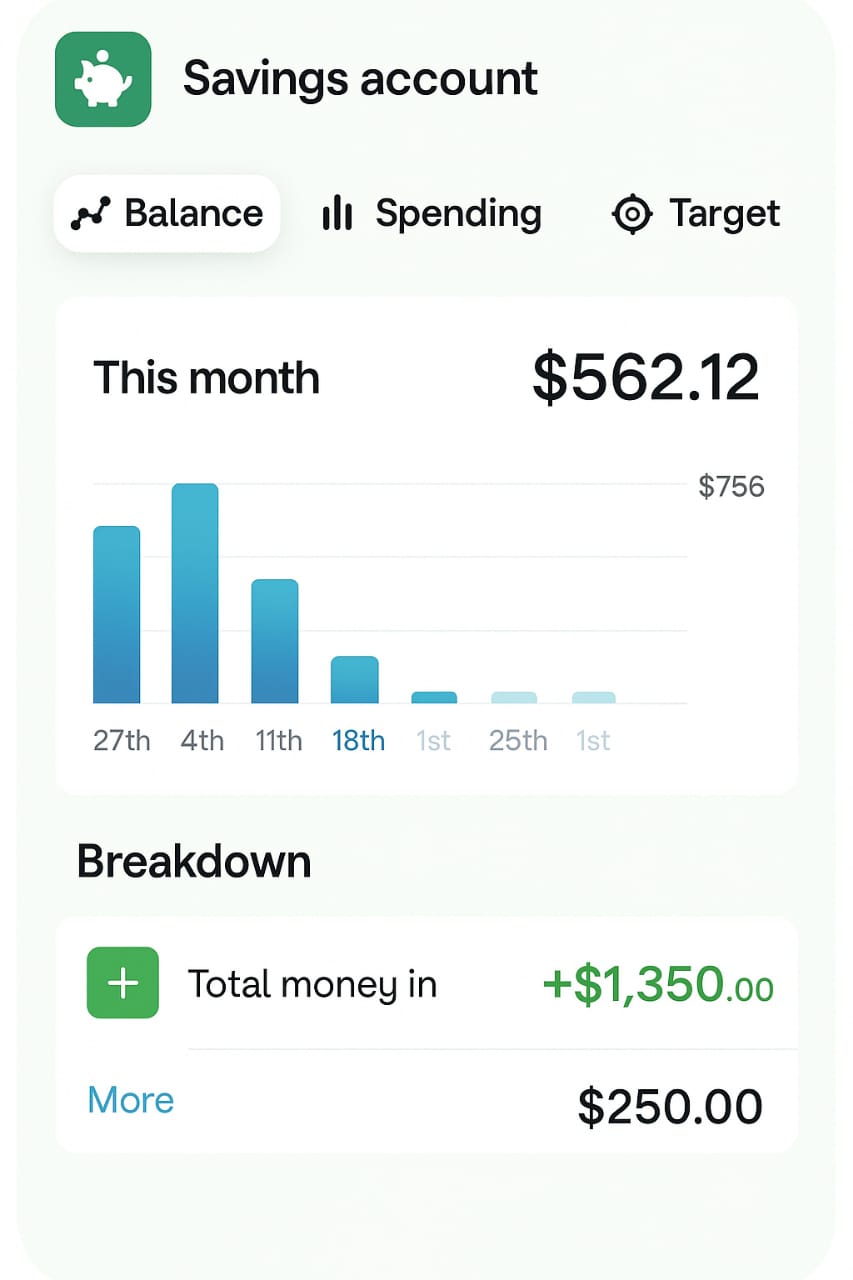 Savings account
Balance Spending Target
This month $562.12
$756
27th 4th 11th 18th 1st 25th 1st
Breakdown
Total money in +$1,350.00
More $250.00